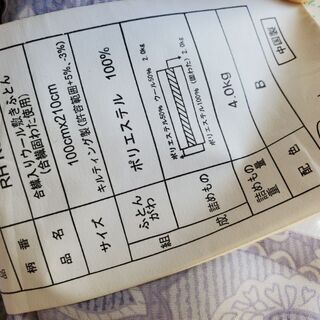 品
柄 番
品 名
合繊入りウール敷きふとん
(合繊固わた使用)
サイズ
100cmx210cm
キルティング製(許容範囲+5%、-3%)
組成
ふとんがわ
ポリエステル 100%
詰めもの
ポリエステル50% ウール50% 2.0kg
ポリエステル100%(固わた) 2.0kg
詰めもの重量
4.0kg
配 色
B
中国製